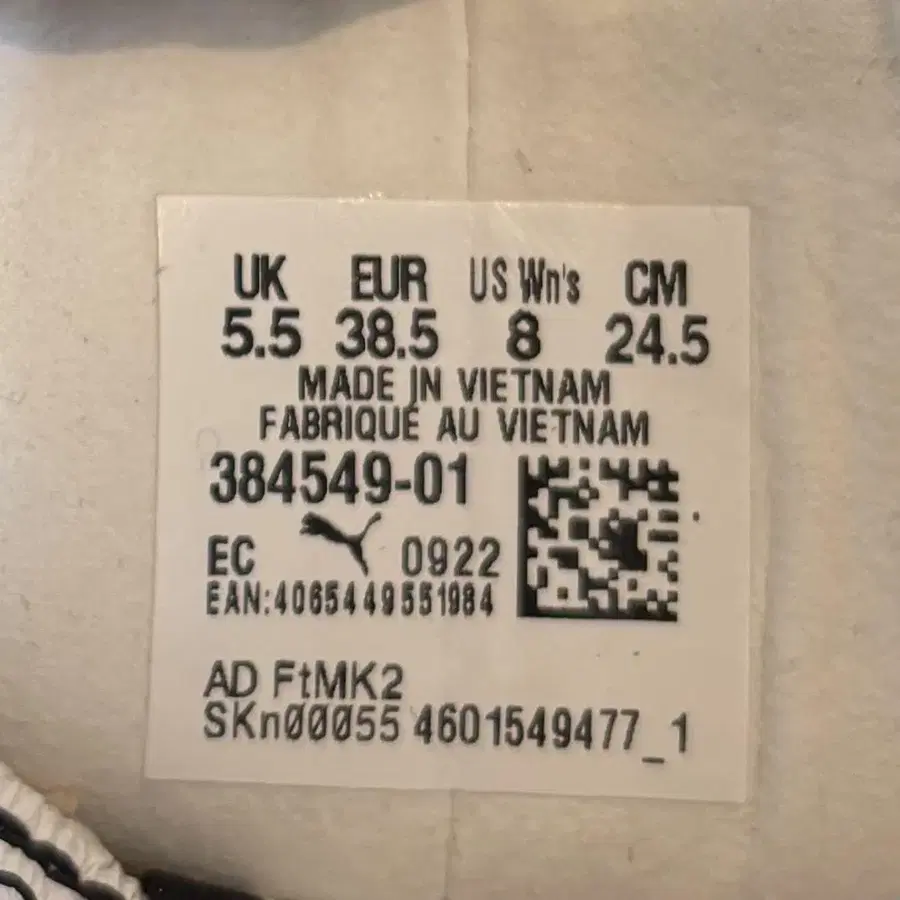 UK EUR US Wn's CM
5.5 38.5 8 24.5
MADE IN VIETNAM
FABRIQUÉ AU VIETNAM
384549-01
EC 0922
EAN:4065449551984
AD FtMK2
SKn00055 4601549477_1